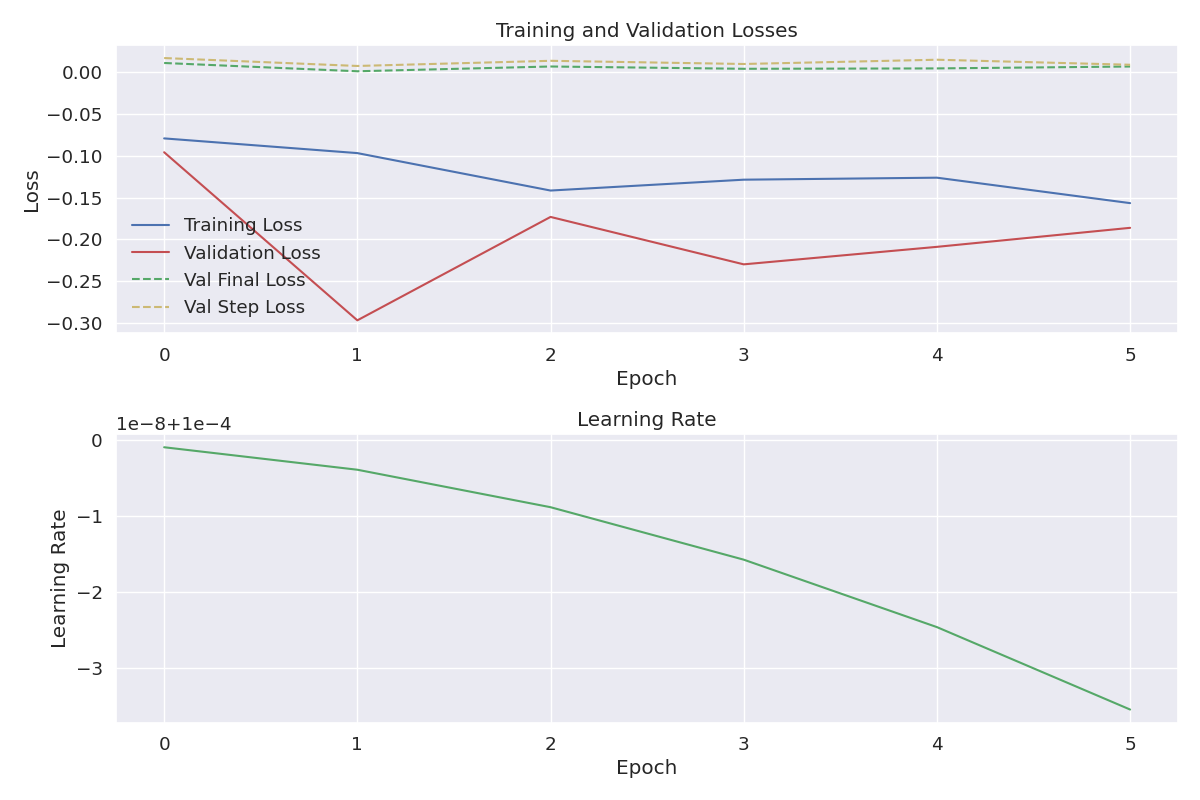 Training and Validation Losses
0.00
−0.05
−0.10
−0.15
−0.20
−0.25
−0.30
Loss
Training Loss
Validation Loss
Val Final Loss
Val Step Loss
0 1 2 3 4 5
Epoch
1e−8+1e−4
Learning Rate
0
−1
−2
−3
Learning Rate
0 1 2 3 4 5
Epoch